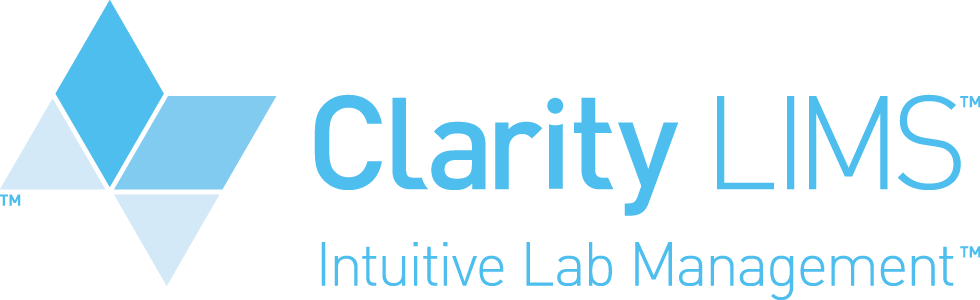 Clarity LIMS™
™
Intuitive Lab Management™